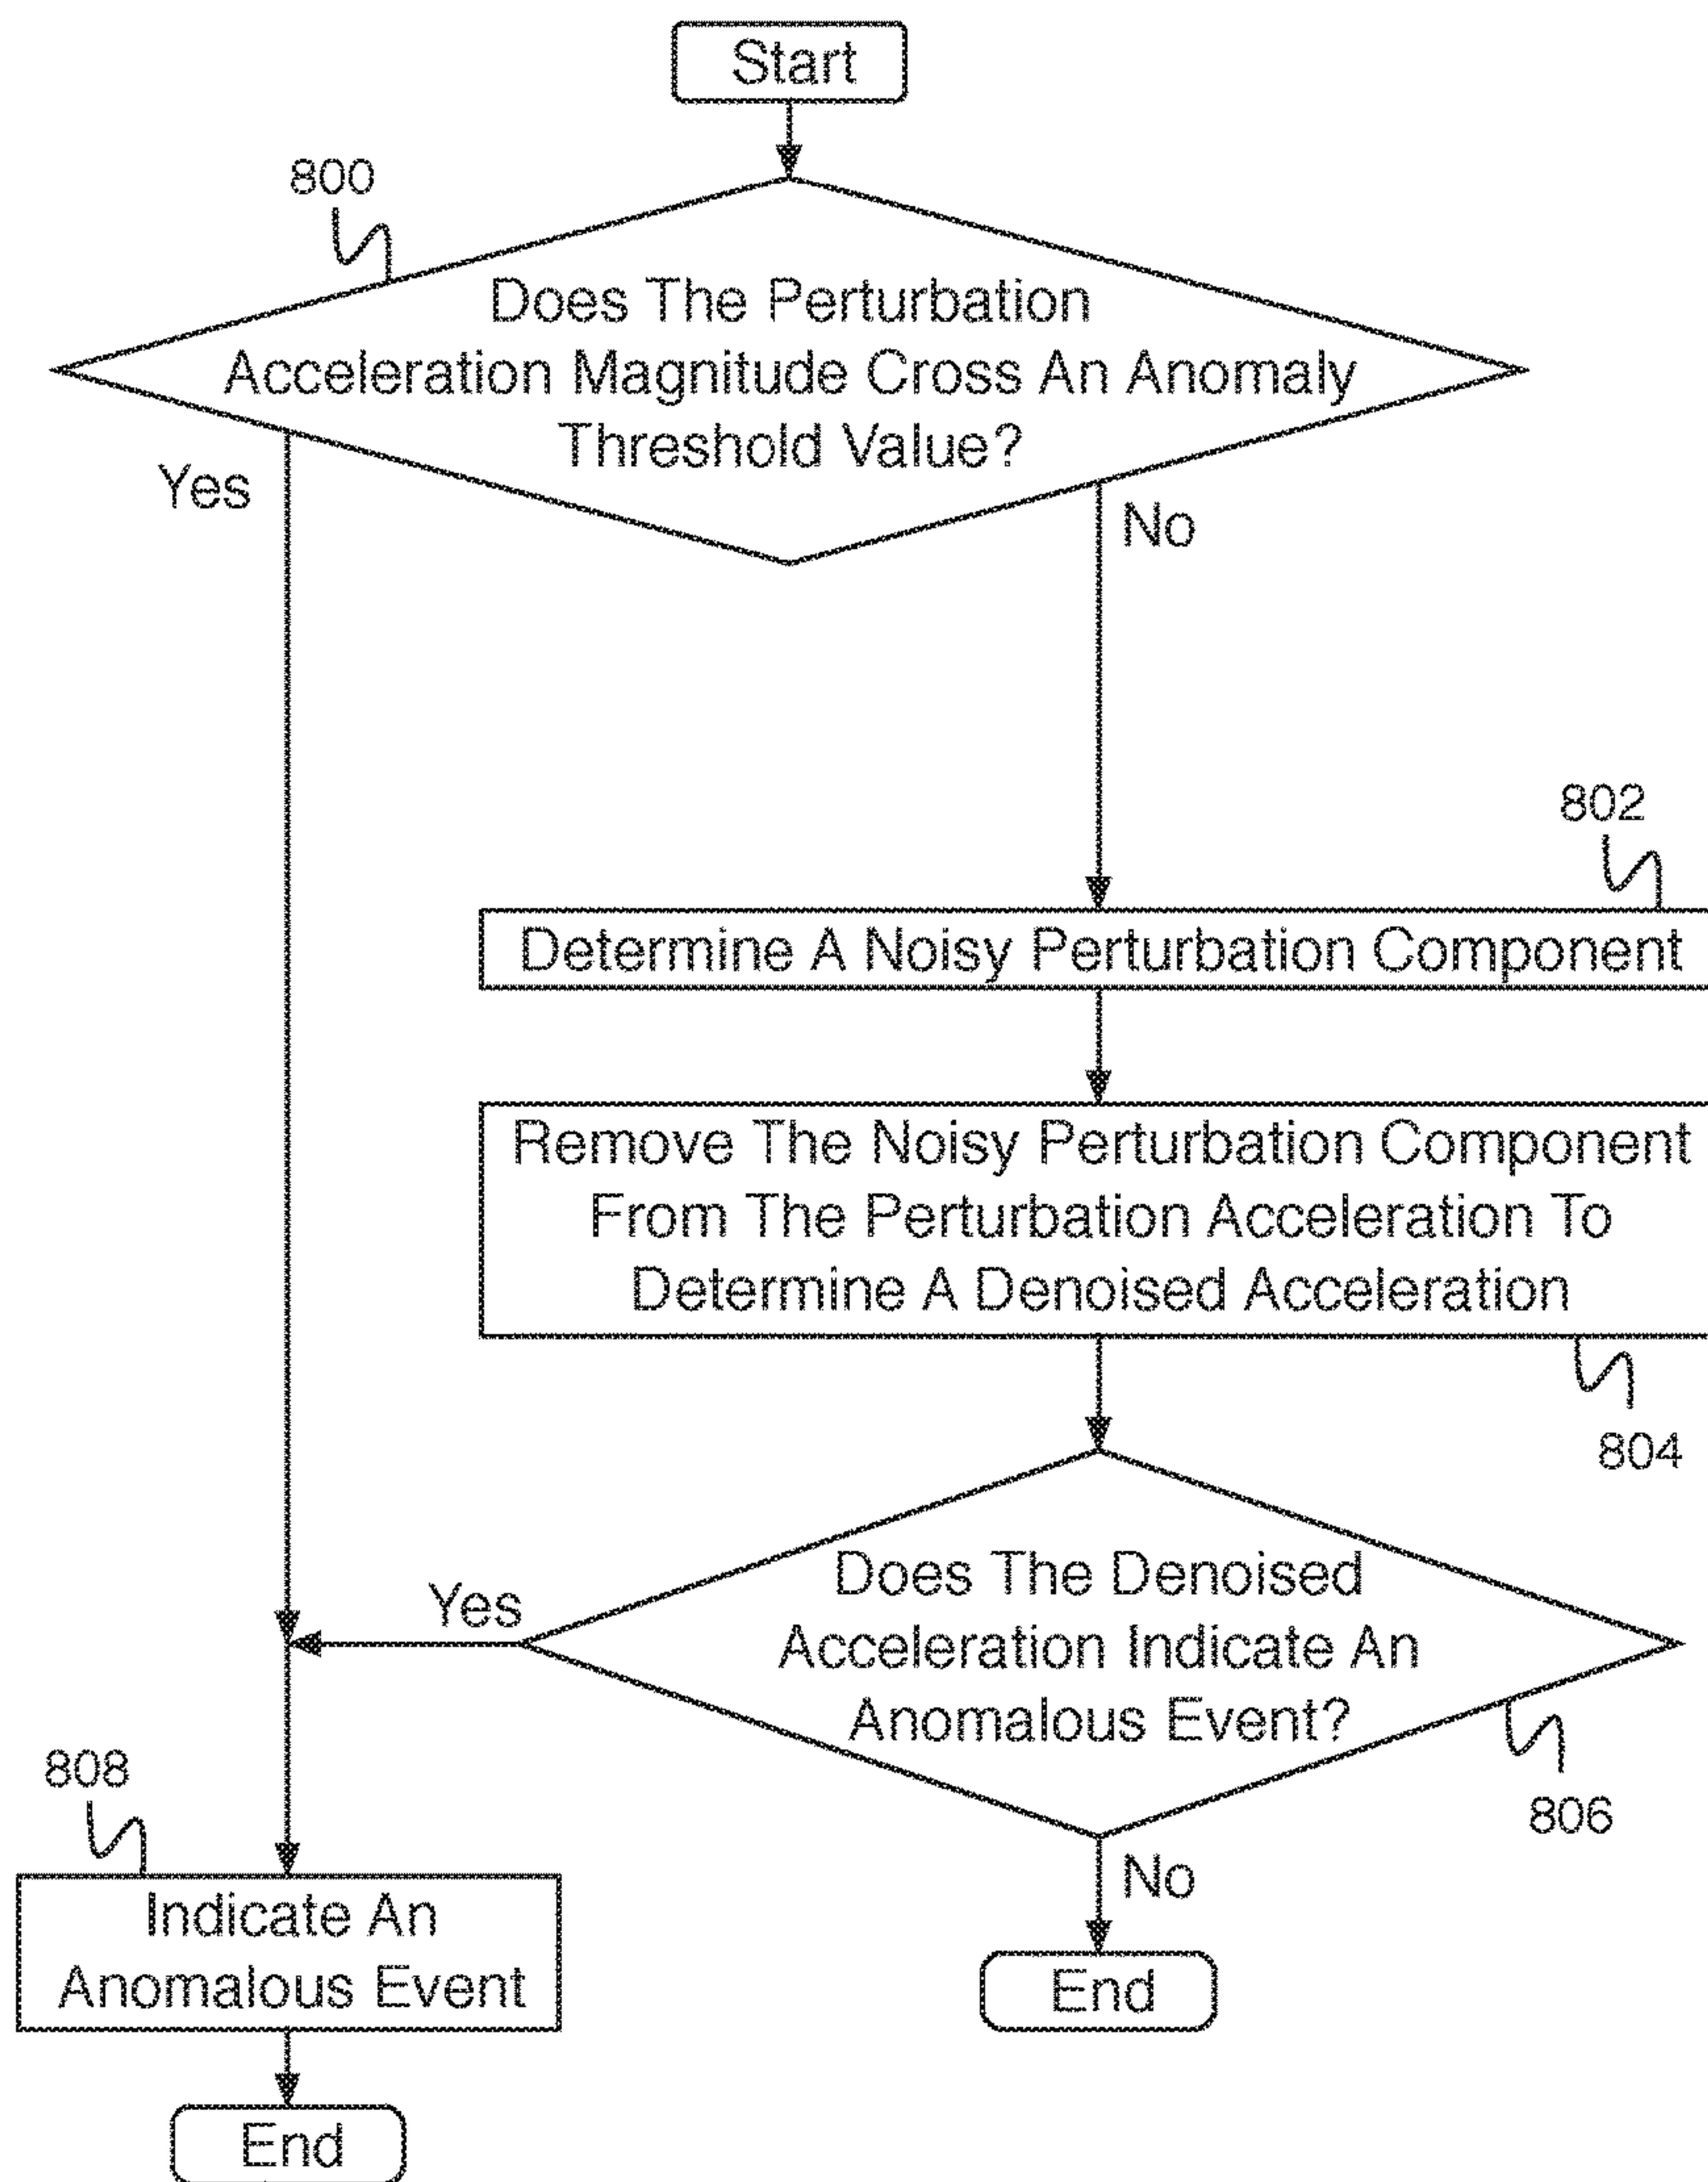 Start
800
Does The Perturbation
Acceleration Magnitude Cross An Anomaly
Threshold Value?
Yes
No
802
Determine A Noisy Perturbation Component
Remove The Noisy Perturbation Component
From The Perturbation Acceleration To
Determine A Denoised Acceleration
804
Does The Denoised
Acceleration Indicate An
Anomalous Event?
Yes
806
No
End
808
Indicate An
Anomalous Event
End